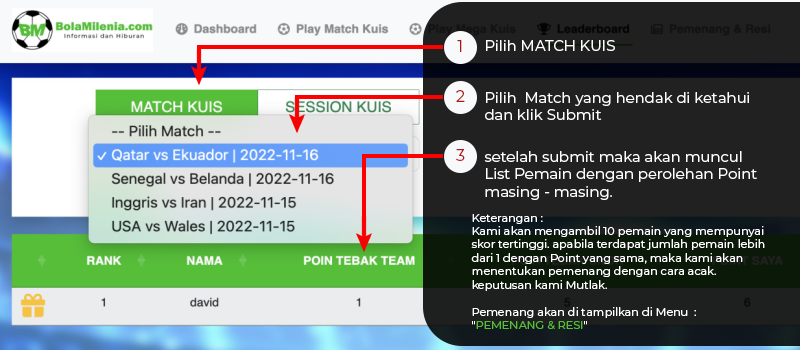 BM BolaMilenia.com
Informasi dan Hiburan
Dashboard
Play Match Kuis
Play Mega Kuis
Leaderboard
Pemenang & Resi
1 Pilih MATCH KUIS
MATCH KUIS
SESSION KUIS
2 Pilih Match yang hendak di ketahui
dan klik Submit
-- Pilih Match --
✓ Qatar vs Ekuador | 2022-11-16
Senegal vs Belanda | 2022-11-16
Inggris vs Iran | 2022-11-15
USA vs Wales | 2022-11-15
3 setelah submit maka akan muncul
List Pemain dengan perolehan Point
masing - masing.
Keterangan :
Kami akan mengambil 10 pemain yang mempunyai
skor tertinggi. apabila terdapat jumlah pemain lebih
dari 1 dengan Point yang sama, maka kami akan
menentukan pemenang dengan cara acak.
keputusan kami Mutlak.
Pemenang akan di tampilkan di Menu :
"PEMENANG & RESI"
RANK
NAMA
POIN TEBAK TEAM
SAYA
1
david
1
5
6